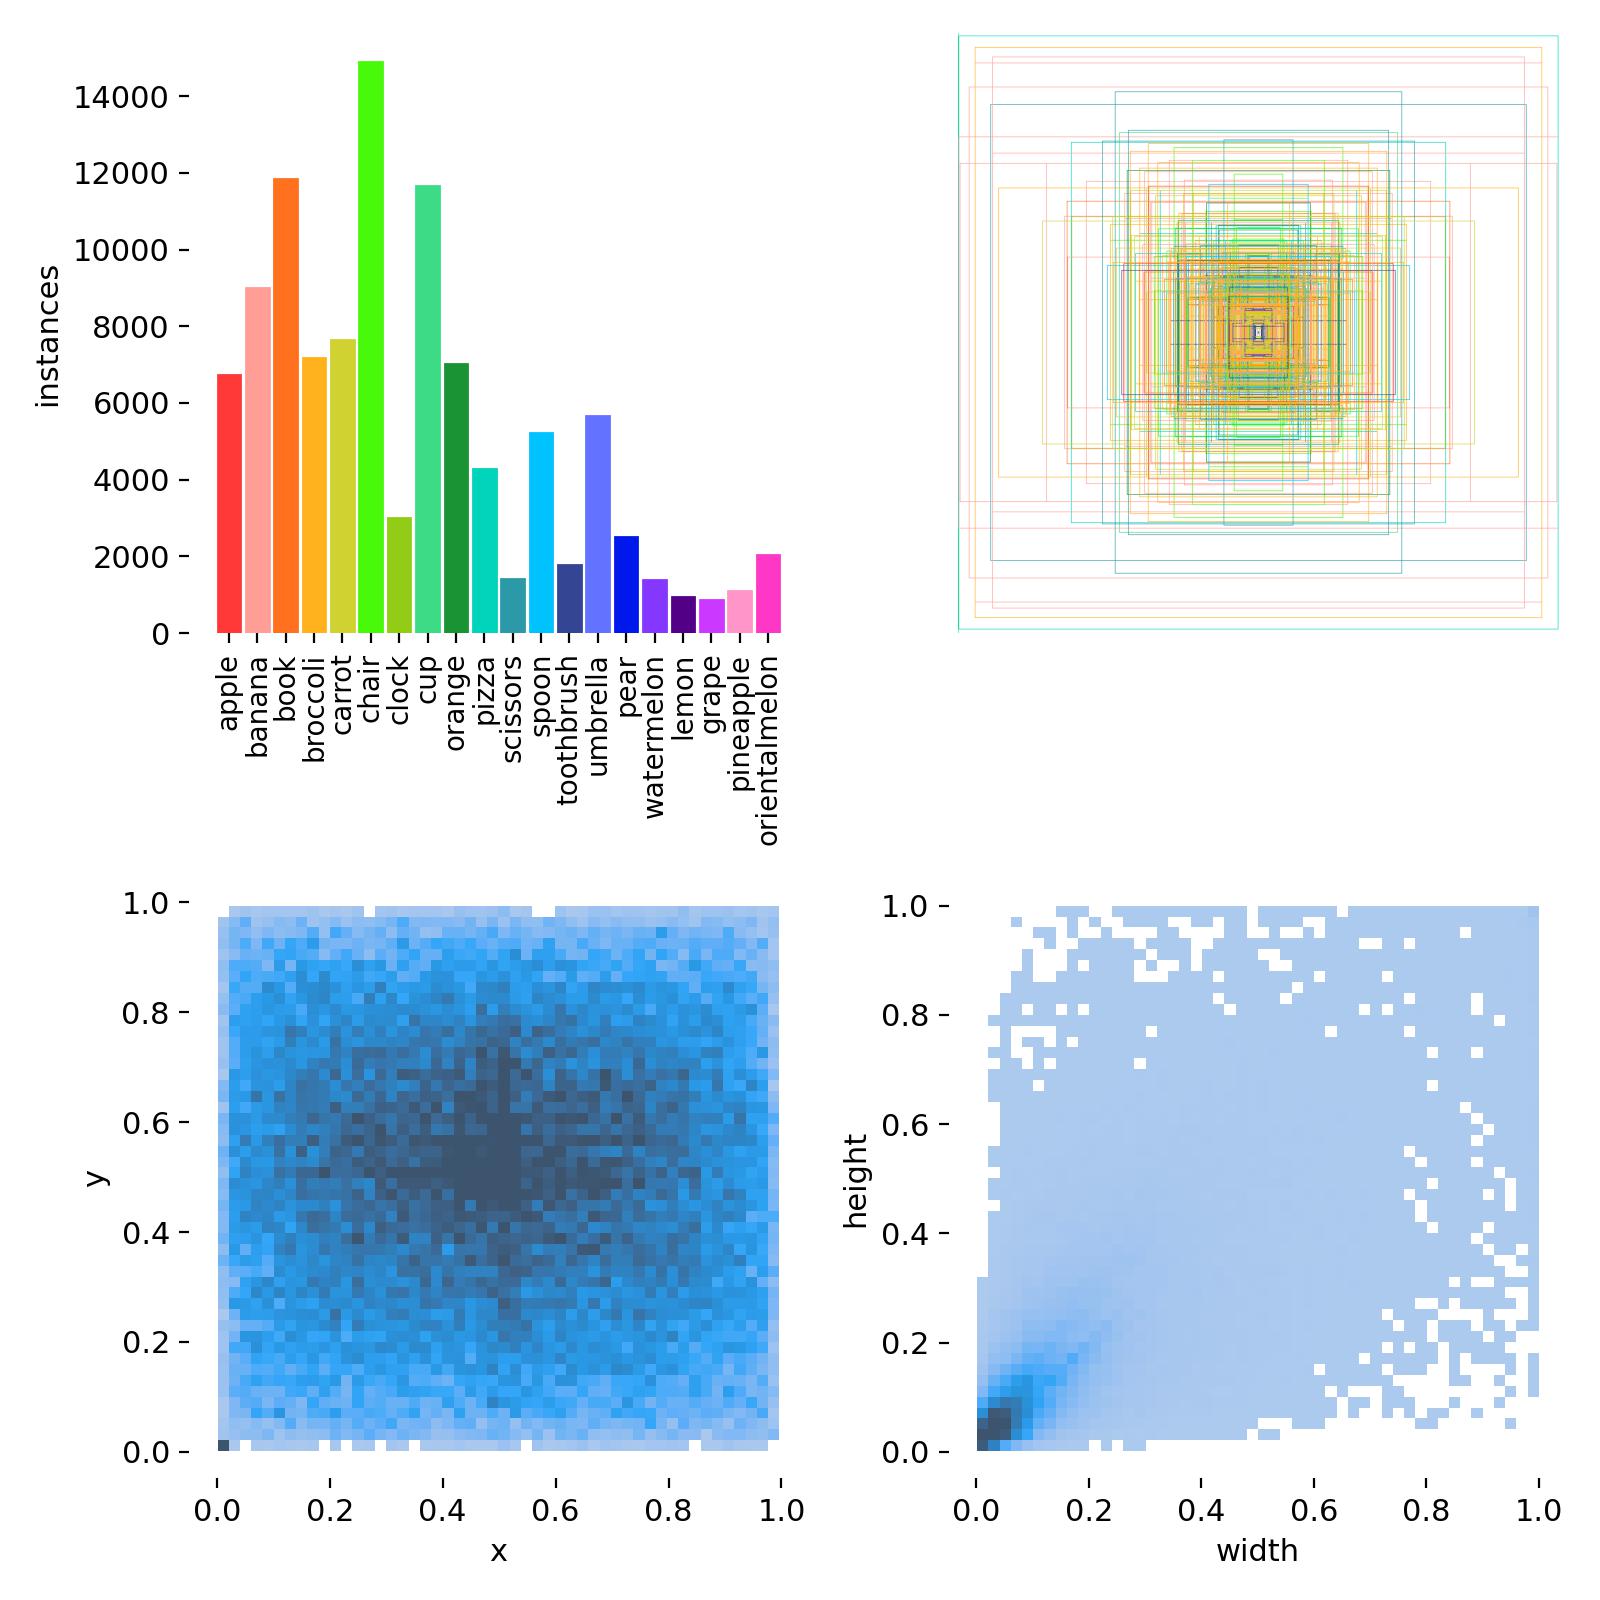 14000
12000
10000
8000
6000
4000
2000
0
instances
apple
banana
book
broccoli
carrot
chair
clock
cup
orange
pizza
scissors
spoon
toothbrush
umbrella
pear
watermelon
lemon
grape
pineapple
orientalmelon
1.0
0.8
0.6
0.4
0.2
0.0
y
0.0 0.2 0.4 0.6 0.8 1.0
x
1.0
0.8
0.6
0.4
0.2
0.0
height
0.0 0.2 0.4 0.6 0.8 1.0
width